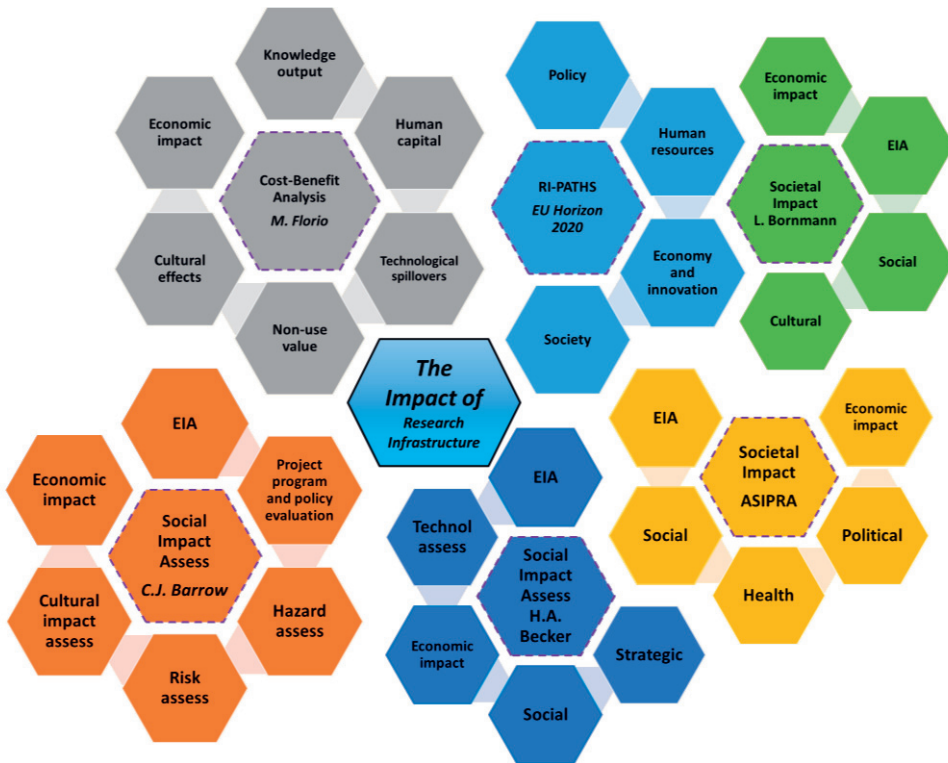 Knowledge
output
Economic
impact
Human
capital
Cost-Benefit
Analysis
M. Florio
Cultural
effects
Technological
spillovers
Non-use
value
Policy
Human
resources
RI-PATHS
EU Horizon
2020
Economy
and
innovation
Society
Economic
impact
EIA
Societal
Impact
L. Bornmann
Social
Cultural
The
Impact of
Research
Infrastructure
EIA
Economic
impact
Project
program
and policy
evaluation
Social
Impact
Assess
C.J. Barrow
Cultural
impact
assess
Hazard
assess
Risk
assess
EIA
Technol
assess
Social
Impact
Assess
H.A.
Becker
Economic
impact
Strategic
Social
EIA
Economic
impact
Societal
Impact
ASIPRA
Social
Political
Health